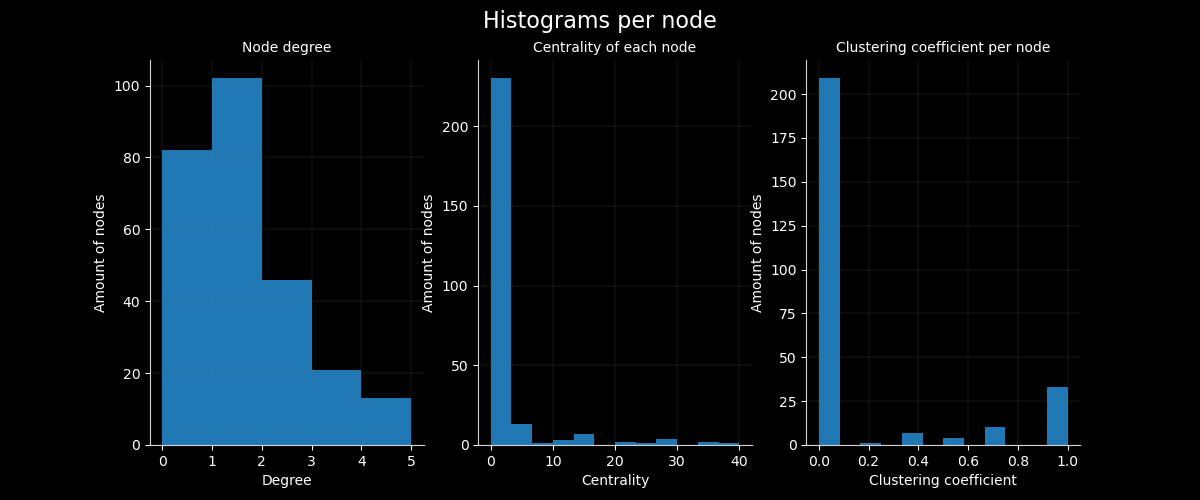 Histograms per node
Node degree
Amount of nodes
100
80
60
40
20
0
0 1 2 3 4 5
Degree
Centrality of each node
Amount of nodes
200
150
100
50
0
0 10 20 30 40
Centrality
Clustering coefficient per node
Amount of nodes
200
175
150
125
100
75
50
25
0
0.0 0.2 0.4 0.6 0.8 1.0
Clustering coefficient